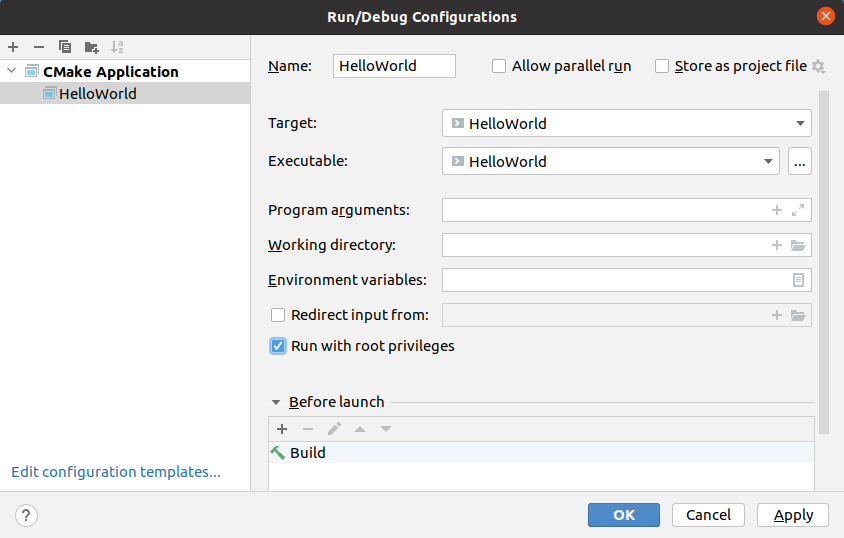 Run/Debug Configurations
CMake Application
HelloWorld
Edit configuration templates...
Name: HelloWorld Allow parallel run Store as project file
Target: HelloWorld
Executable: HelloWorld ...
Program arguments:
Working directory:
Environment variables:
Redirect input from:
Run with root privileges
Before launch
Build
? OK Cancel Apply